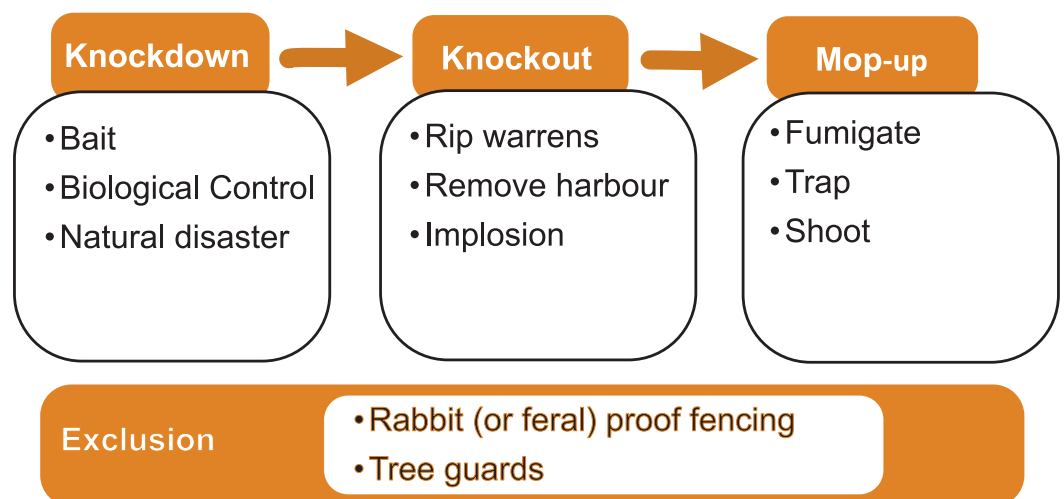 Knockdown
Knockout
Mop-up
•Bait
•Biological Control
•Natural disaster
•Rip warrens
•Remove harbour
•Implosion
•Fumigate
•Trap
•Shoot
Exclusion
•Rabbit (or feral) proof fencing
•Tree guards